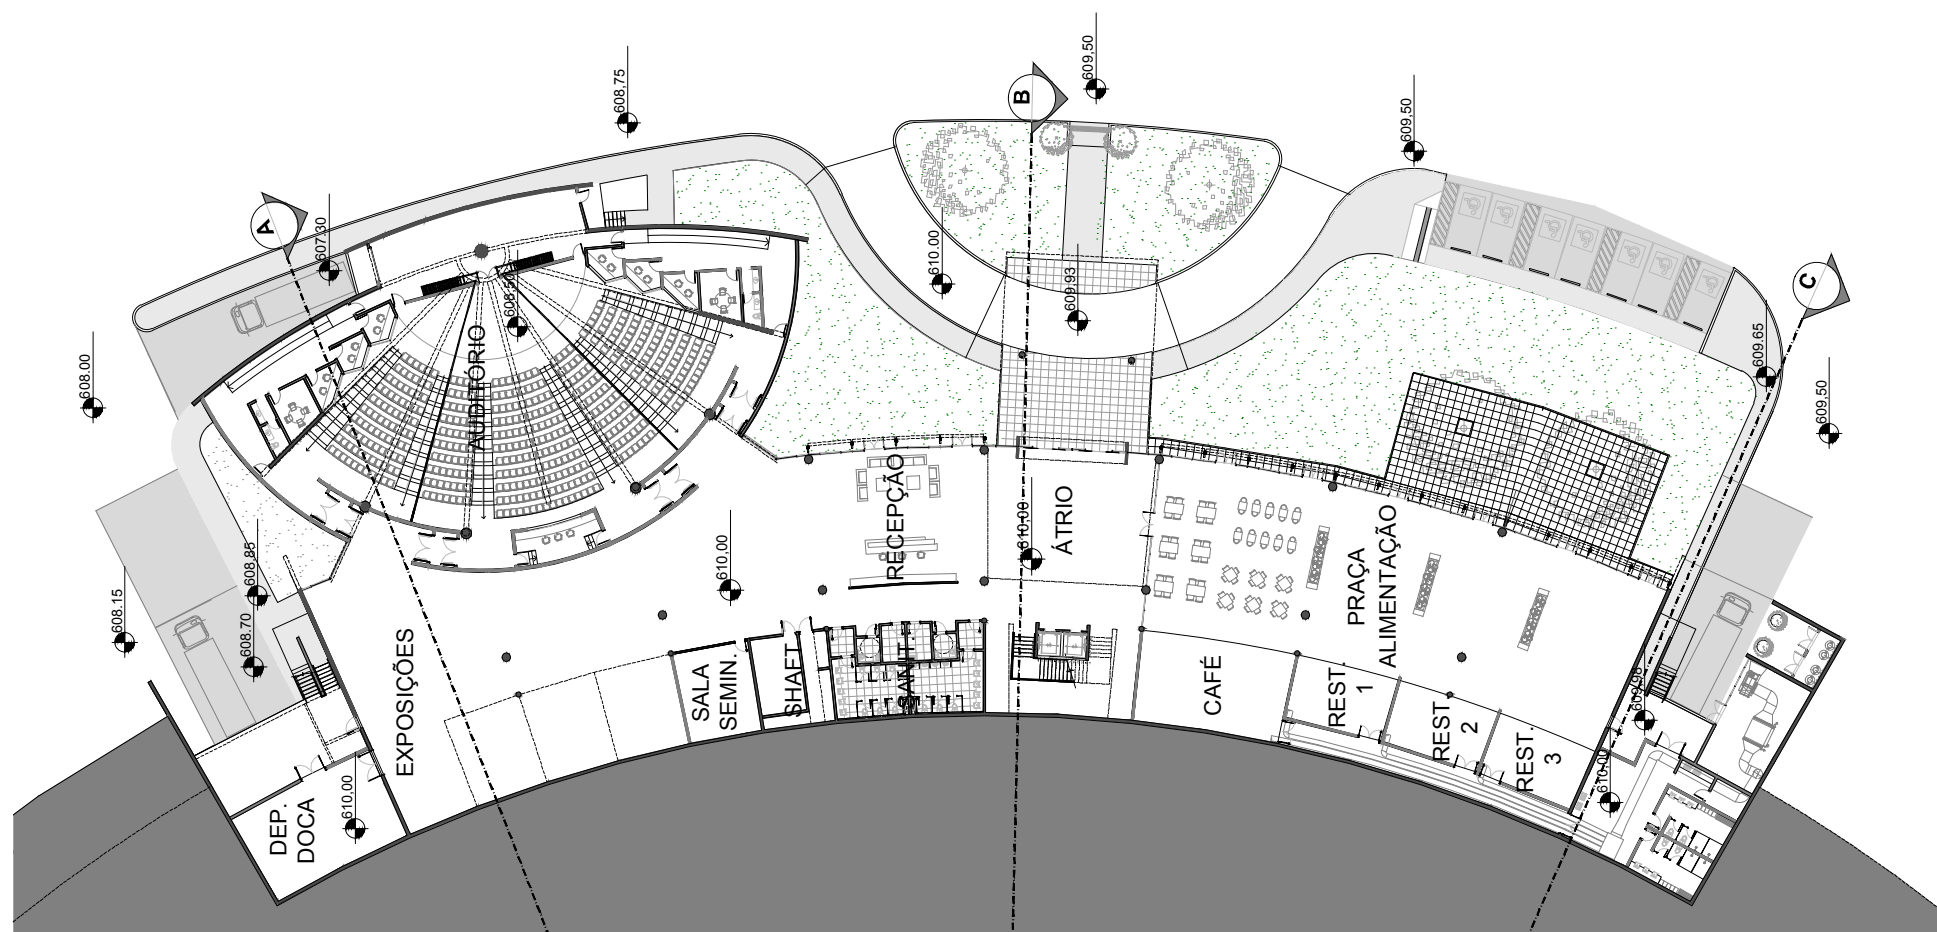 608,75
B
609,50
609,50
A
607.30
610.00
609.93
C
608.00
608,50
AUDITÓRIO
609.65
609,50
608.15
608.85
608.70
610,00
RECEPÇÃO
610,00
ÁTRIO
PRAÇA
ALIMENTAÇÃO
EXPOSIÇÕES
SALA
SEMIN.
SHAFT
SANIT.
CAFÉ
REST.
1
REST.
2
REST.
3
610,00
DEP.
DOCA
610,00